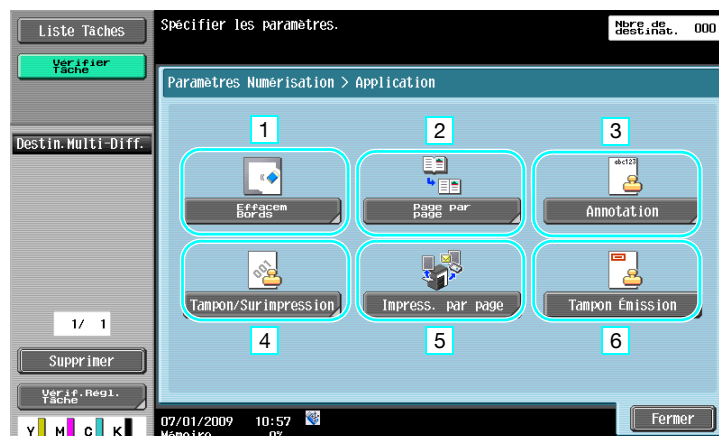 Liste Tâches
Spécifier les paramètres.
Nbre de
destinat.
000
Vérifier
Tâche
Paramètres Numérisation > Application
1
2
3
Destin.Multi-Diff.
abc123
Effacem
Bords
Page par
page
Annotation
001
Tampon/Surimpression
Impress. par page
Tampon Émission
1/ 1
4
5
6
Supprimer
Vérif.Régl.
Tâche
07/01/2009 10:57
Fermer
Y M C K
Mémoire 0%